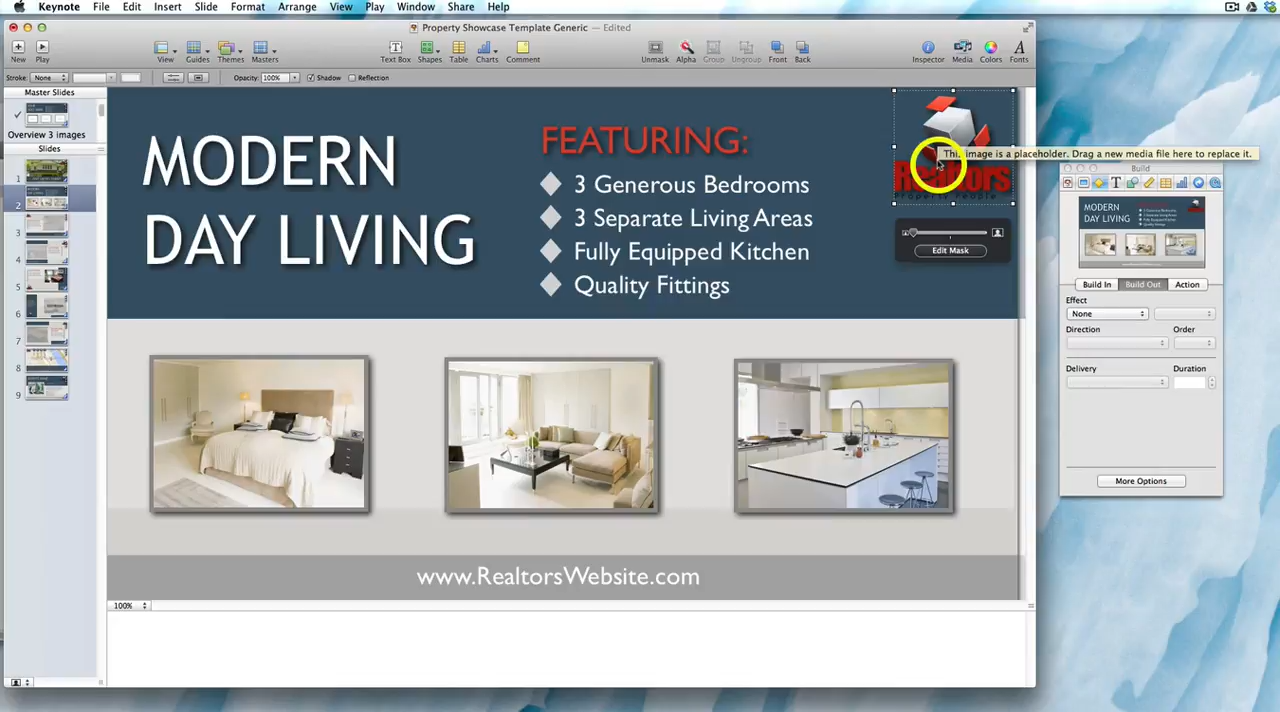 Keynote File Edit Insert Slide Format Arrange View Play Window Share Help
Property Showcase Template Generic — Edited
New Play View Guides Themes Masters Text Box Shapes Table Charts Comment Unmask Alpha Group Ungroup Front Back Inspector Media Colors Fonts
Stroke: None Opacity: 100% Shadow Reflection
Master Slides
Overview 3 images
Slides
1
2
3
4
5
6
7
8
9
MODERN
DAY LIVING
FEATURING:
3 Generous Bedrooms
3 Separate Living Areas
Fully Equipped Kitchen
Quality Fittings
Realtors
Property People
This image is a placeholder. Drag a new media file here to replace it.
Edit Mask
www.RealtorsWebsite.com
100%
Build
MODERN
DAY LIVING
Build In Build Out Action
Effect
None
Direction Order
Delivery Duration
More Options